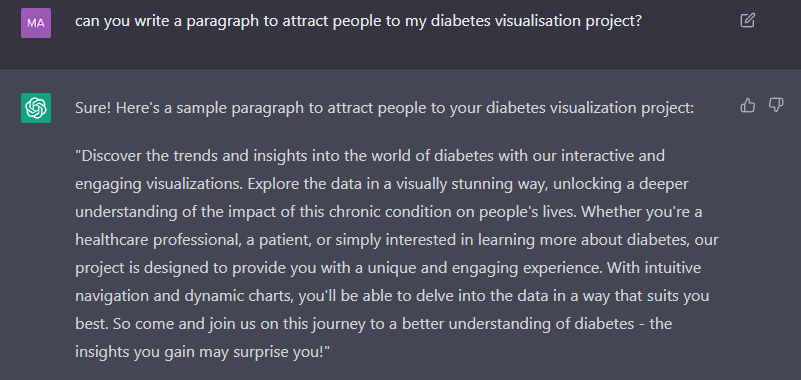 MA
can you write a paragraph to attract people to my diabetes visualisation project?
Sure! Here's a sample paragraph to attract people to your diabetes visualization project:
"Discover the trends and insights into the world of diabetes with our interactive and
engaging visualizations. Explore the data in a visually stunning way, unlocking a deeper
understanding of the impact of this chronic condition on people's lives. Whether you're a
healthcare professional, a patient, or simply interested in learning more about diabetes, our
project is designed to provide you with a unique and engaging experience. With intuitive
navigation and dynamic charts, you'll be able to delve into the data in a way that suits you
best. So come and join us on this journey to a better understanding of diabetes - the
insights you gain may surprise you!"